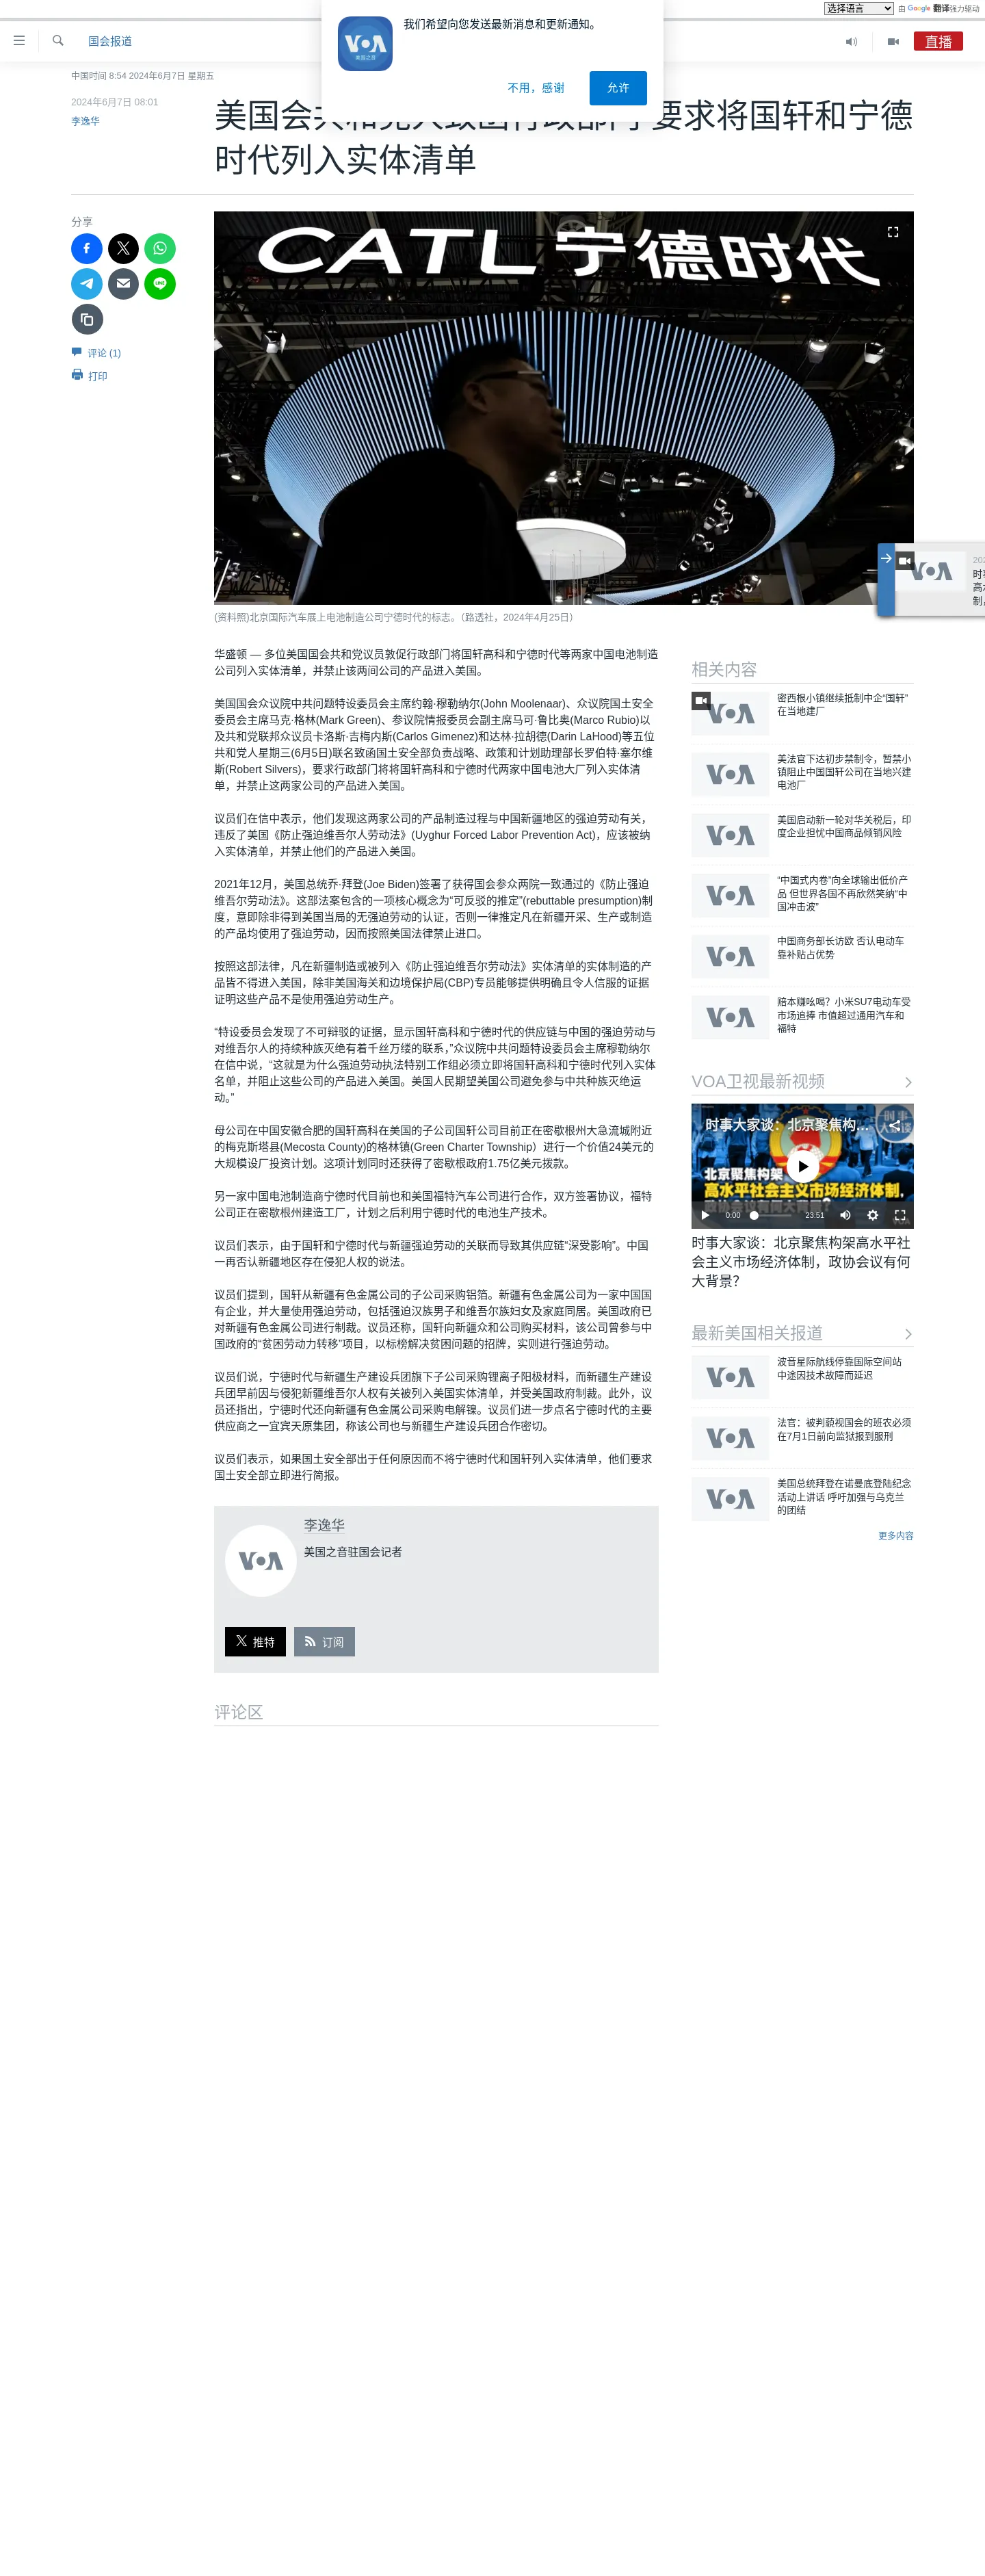 选择语言
由 Google 翻译强力驱动
国会报道
直播
VOA
美国之音
我们希望向您发送最新消息和更新通知。
不用，感谢
允许
中国时间 8:54 2024年6月7日 星期五
2024年6月7日 08:01
李逸华
要求将国轩和宁德
时代列入实体清单
分享
评论 (1)
打印
CATL 宁德时代
(资料照)北京国际汽车展上电池制造公司宁德时代的标志。（路透社，2024年4月25日）
华盛顿 — 多位美国国会共和党议员敦促行政部门将国轩高科和宁德时代等两家中国电池制造
公司列入实体清单，并禁止该两间公司的产品进入美国。
美国国会众议院中共问题特设委员会主席约翰·穆勒纳尔(John Moolenaar)、众议院国土安全
委员会主席马克·格林(Mark Green)、参议院情报委员会副主席马可·鲁比奥(Marco Rubio)以
及共和党联邦众议员卡洛斯·吉梅内斯(Carlos Gimenez)和达林·拉胡德(Darin LaHood)等五位
共和党人星期三(6月5日)联名致函国土安全部负责战略、政策和计划助理部长罗伯特·塞尔维
斯(Robert Silvers)，要求行政部门将将国轩高科和宁德时代两家中国电池大厂列入实体清
单，并禁止这两家公司的产品进入美国。
议员们在信中表示，他们发现这两家公司的产品制造过程与中国新疆地区的强迫劳动有关，
违反了美国《防止强迫维吾尔人劳动法》(Uyghur Forced Labor Prevention Act)，应该被纳
入实体清单，并禁止他们的产品进入美国。
2021年12月，美国总统乔·拜登(Joe Biden)签署了获得国会参众两院一致通过的《防止强迫
维吾尔劳动法》。这部法案包含的一项核心概念为“可反驳的推定”(rebuttable presumption)制
度，意即除非得到美国当局的无强迫劳动的认证，否则一律推定凡在新疆开采、生产或制造
的产品均使用了强迫劳动，因而按照美国法律禁止进口。
按照这部法律，凡在新疆制造或被列入《防止强迫维吾尔劳动法》实体清单的实体制造的产
品皆不得进入美国，除非美国海关和边境保护局(CBP)专员能够提供明确且令人信服的证据
证明这些产品不是使用强迫劳动生产。
“特设委员会发现了不可辩驳的证据，显示国轩高科和宁德时代的供应链与中国的强迫劳动与
对维吾尔人的持续种族灭绝有着千丝万缕的联系，”众议院中共问题特设委员会主席穆勒纳尔
在信中说，“这就是为什么强迫劳动执法特别工作组必须立即将国轩高科和宁德时代列入实体
名单，并阻止这些公司的产品进入美国。美国人民期望美国公司避免参与中共种族灭绝运
动。”
母公司在中国安徽合肥的国轩高科在美国的子公司国轩公司目前正在密歇根州大急流城附近
的梅克斯塔县(Mecosta County)的格林镇(Green Charter Township）进行一个价值24美元的
大规模设厂投资计划。这项计划同时还获得了密歇根政府1.75亿美元拨款。
另一家中国电池制造商宁德时代目前也和美国福特汽车公司进行合作，双方签署协议，福特
公司正在密歇根州建造工厂，计划之后利用宁德时代的电池生产技术。
议员们表示，由于国轩和宁德时代与新疆强迫劳动的关联而导致其供应链“深受影响”。中国
一再否认新疆地区存在侵犯人权的说法。
议员们提到，国轩从新疆有色金属公司的子公司采购铝箔。新疆有色金属公司为一家中国国
有企业，并大量使用强迫劳动，包括强迫汉族男子和维吾尔族妇女及家庭同居。美国政府已
对新疆有色金属公司进行制裁。议员还称，国轩向新疆众和公司购买材料，该公司曾参与中
国政府的“贫困劳动力转移”项目，以标榜解决贫困问题的招牌，实则进行强迫劳动。
议员们说，宁德时代与新疆生产建设兵团旗下子公司采购锂离子阳极材料，而新疆生产建设
兵团早前因与侵犯新疆维吾尔人权有关被列入美国实体清单，并受美国政府制裁。此外，议
员还指出，宁德时代还向新疆有色金属公司采购电解镍。议员们进一步点名宁德时代的主要
供应商之一宜宾天原集团，称该公司也与新疆生产建设兵团合作密切。
议员们表示，如果国土安全部出于任何原因而不将宁德时代和国轩列入实体清单，他们要求
国土安全部立即进行简报。
VOA
李逸华
美国之音驻国会记者
推特
订阅
评论区
相关内容
密西根小镇继续抵制中企“国轩”
在当地建厂
美法官下达初步禁制令，暂禁小
镇阻止中国国轩公司在当地兴建
电池厂
美国启动新一轮对华关税后，印
度企业担忧中国商品倾销风险
“中国式内卷”向全球输出低价产
品 但世界各国不再欣然笑纳“中
国冲击波”
中国商务部长访欧 否认电动车
靠补贴占优势
赔本赚吆喝？小米SU7电动车受
市场追捧 市值超过通用汽车和
福特
VOA卫视最新视频
时事大家谈：北京聚焦构...
北京聚焦构架
高水平社会主义市场经济体制，
0:00
23:51
时事大家谈：北京聚焦构架高水平社
会主义市场经济体制，政协会议有何
大背景？
最新美国相关报道
波音星际航线停靠国际空间站
中途因技术故障而延迟
法官：被判藐视国会的班农必须
在7月1日前向监狱报到服刑
美国总统拜登在诺曼底登陆纪念
活动上讲话 呼吁加强与乌克兰
的团结
更多内容